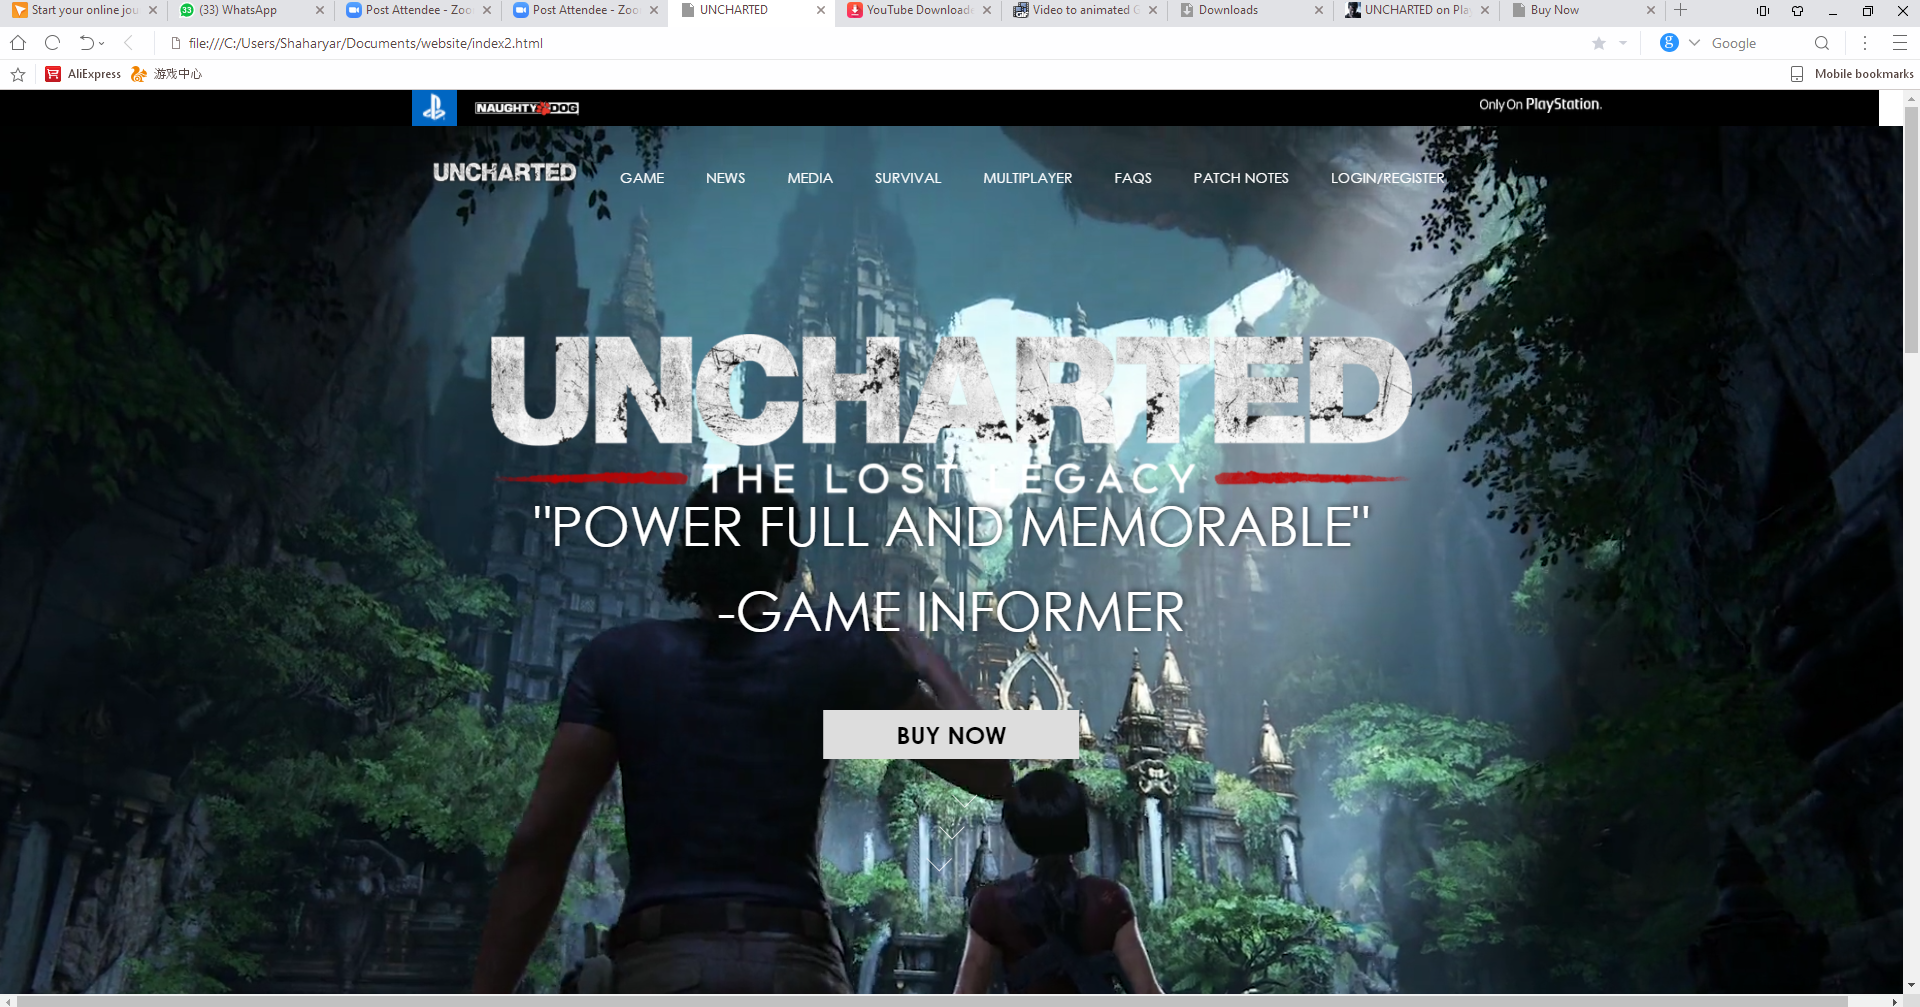 Start your online jou
33 (33) WhatsApp
Post Attendee - Zoo
Post Attendee - Zoo
UNCHARTED
YouTube Downloade
Video to animated G
Downloads
UNCHARTED on Pla
Buy Now
file:///C:/Users/Shaharyar/Documents/website/index2.html
g Google
AliExpress
游戏中心
Mobile bookmarks
NAUGHTY DOG
Only On PlayStation.
UNCHARTED
GAME
NEWS
MEDIA
SURVIVAL
MULTIPLAYER
FAQS
PATCH NOTES
LOGIN/REGISTER
UNCHARTED
THE LOST LEGACY
"POWER FULL AND MEMORABLE"
-GAME INFORMER
BUY NOW